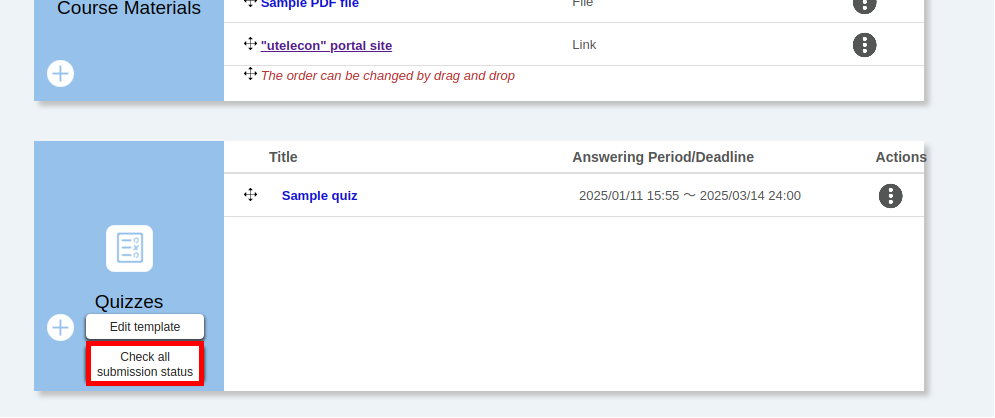 Course Materials
Sample PDF file
File
"utelecon" portal site
Link
The order can be changed by drag and drop
Title
Answering Period/Deadline
Actions
Sample quiz
2025/01/11 15:55 ～ 2025/03/14 24:00
Quizzes
Edit template
Check all
submission status